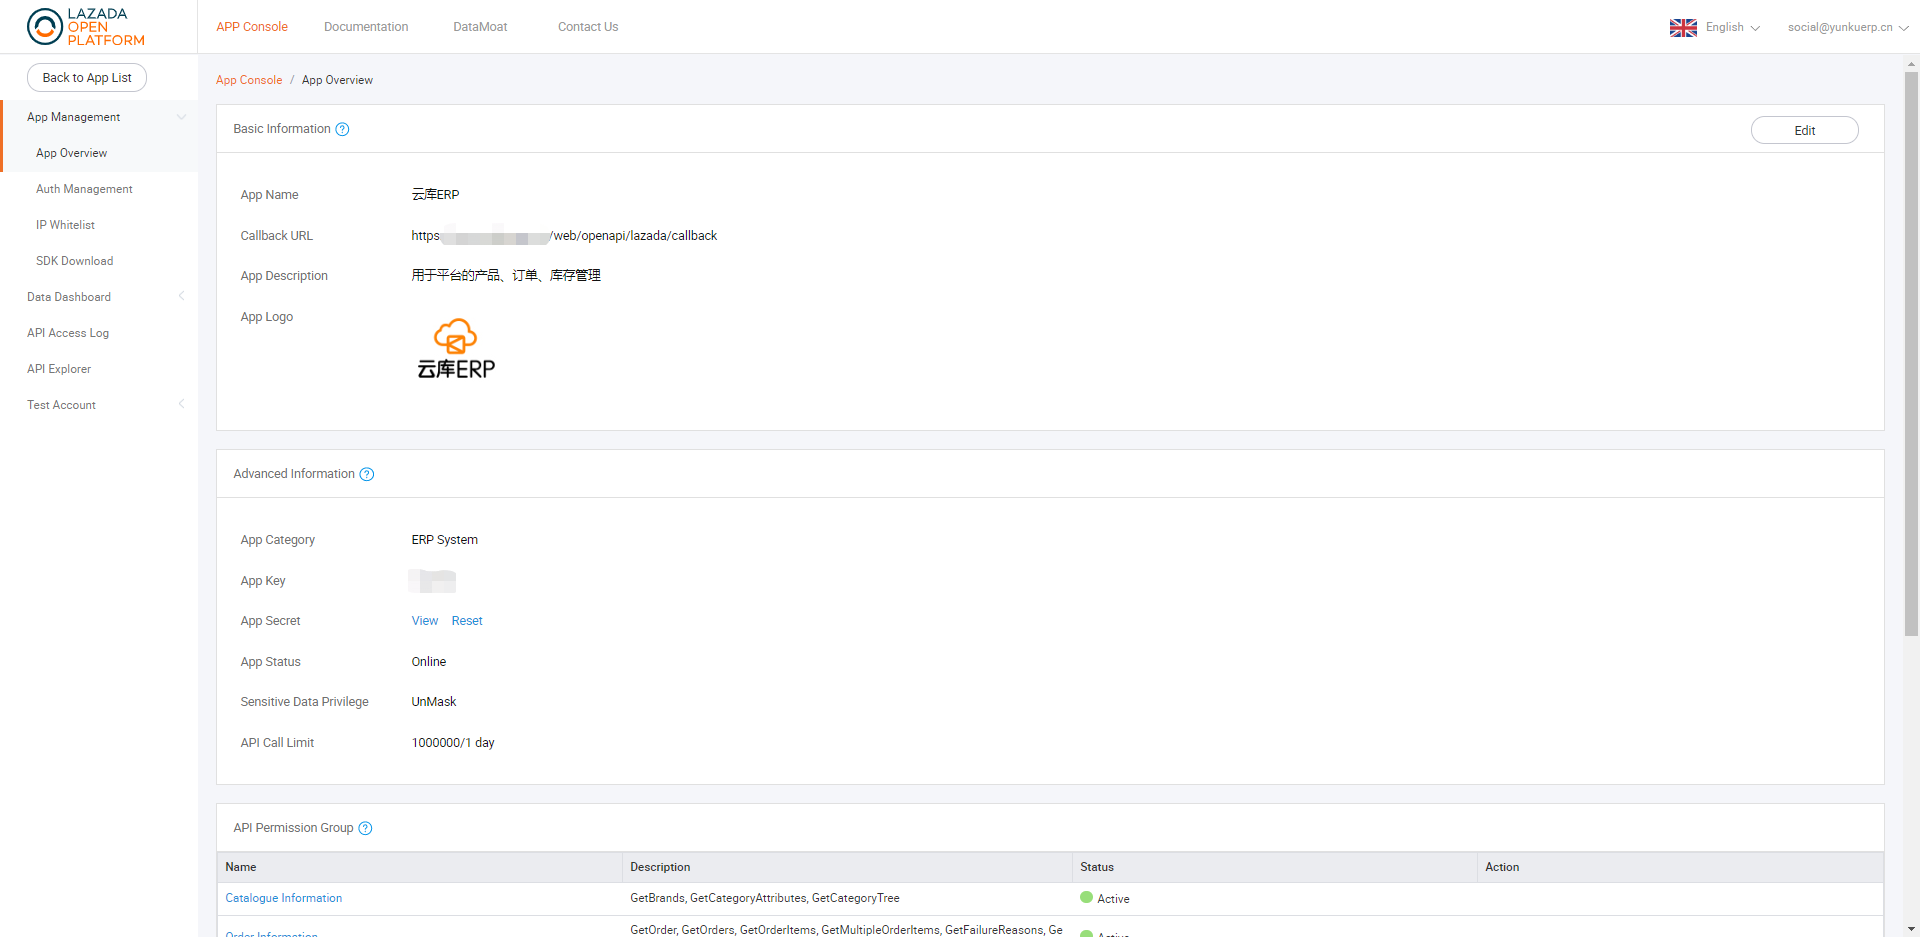 LAZADA
OPEN
PLATFORM
APP Console
Documentation
DataMoat
Contact Us
English
social@yunkuerp.cn
Back to App List
App Management
App Overview
Auth Management
IP Whitelist
SDK Download
Data Dashboard
API Access Log
API Explorer
Test Account
App Console / App Overview
Basic Information ?
Edit
App Name 云库ERP
Callback URL https /web/openapi/lazada/callback
App Description 用于平台的产品、订单、库存管理
App Logo
云库ERP
Advanced Information ?
App Category ERP System
App Key
App Secret View Reset
App Status Online
Sensitive Data Privilege UnMask
API Call Limit 1000000/1 day
API Permission Group ?
Name Description Status Action
Catalogue Information GetBrands, GetCategoryAttributes, GetCategoryTree Active
Order Information GetOrder, GetOrders, GetOrderItems, GetMultipleOrderItems, GetFailureReasons, Ge Active